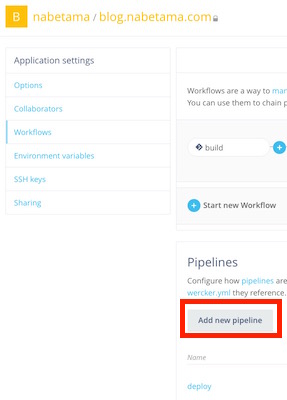 B nabetama / blog.nabetama.com
Application settings
Options
Collaborators
Workflows
Environment variables
SSH keys
Sharing
Workflows are a way to
You can use them to chain
build
Start new Workflow
Pipelines
Configure how pipelines are
wercker.yml they reference.
Add new pipeline
Name
deploy